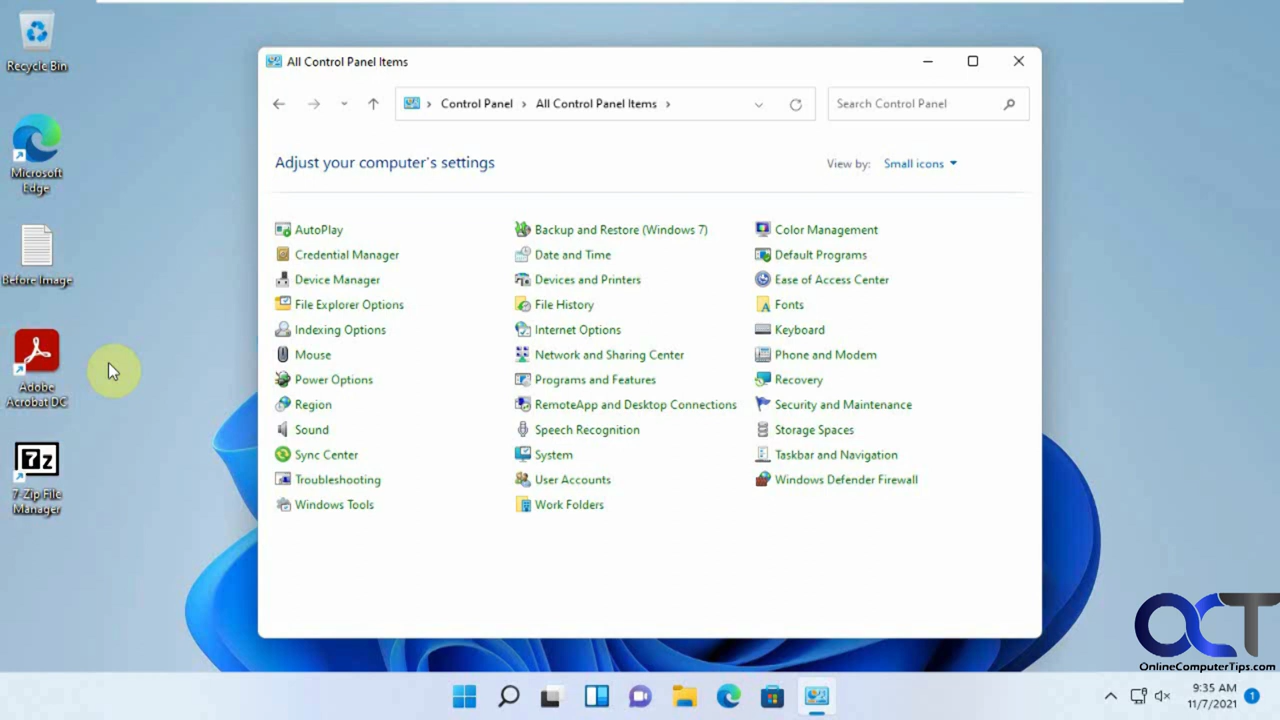 Recycle Bin
Microsoft
Edge
Before Image
Adobe
Acrobat DC
7z
7-Zip File
Manager
All Control Panel Items
Control Panel All Control Panel Items
Search Control Panel
Adjust your computer's settings
View by: Small icons
AutoPlay
Backup and Restore (Windows 7)
Color Management
Credential Manager
Date and Time
Default Programs
Device Manager
Devices and Printers
Ease of Access Center
File Explorer Options
File History
Fonts
Indexing Options
Internet Options
Keyboard
Mouse
Network and Sharing Center
Phone and Modem
Power Options
Programs and Features
Recovery
Region
RemoteApp and Desktop Connections
Security and Maintenance
Sound
Speech Recognition
Storage Spaces
Sync Center
System
Taskbar and Navigation
Troubleshooting
User Accounts
Windows Defender Firewall
Windows Tools
Work Folders
OCT
OnlineComputerTips.com
9:35 AM
11/7/2021
1